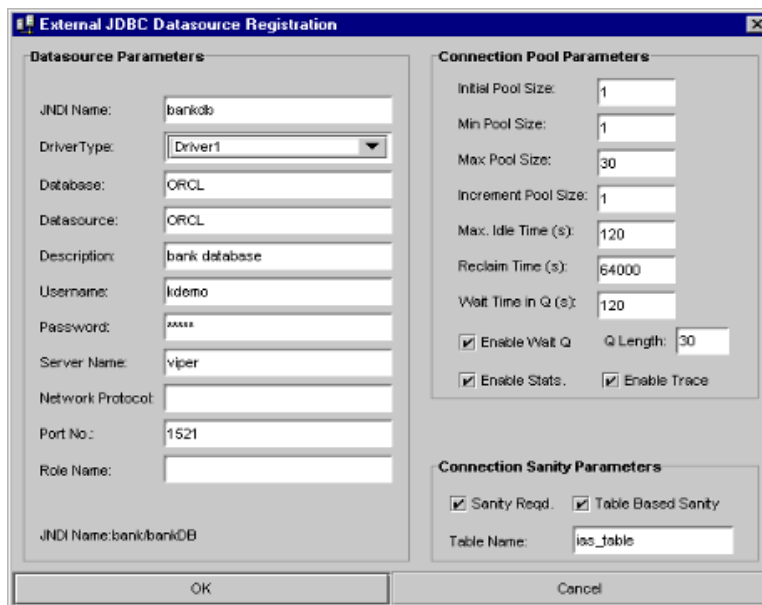 External JDBC Datasource Registration
Datasource Parameters
JNDI Name: bankdb
DriverType: Driver1
Database: ORCL
Datasource: ORCL
Description: bank database
Username: kdemo
Password: *****
Server Name: viper
Network Protocol:
Port No.: 1521
Role Name:
JNDI Name:bank/bankDB
Connection Pool Parameters
Initial Pool Size: 1
Min Pool Size: 1
Max Pool Size: 30
Increment Pool Size: 1
Max. Idle Time (s): 120
Reclaim Time (s): 64000
Wait Time in Q (s): 120
Enable Wait Q Q Length: 30
Enable Stats. Enable Trace
Connection Sanity Parameters
Sanity Reqd. Table Based Sanity
Table Name: ias_table
OK Cancel